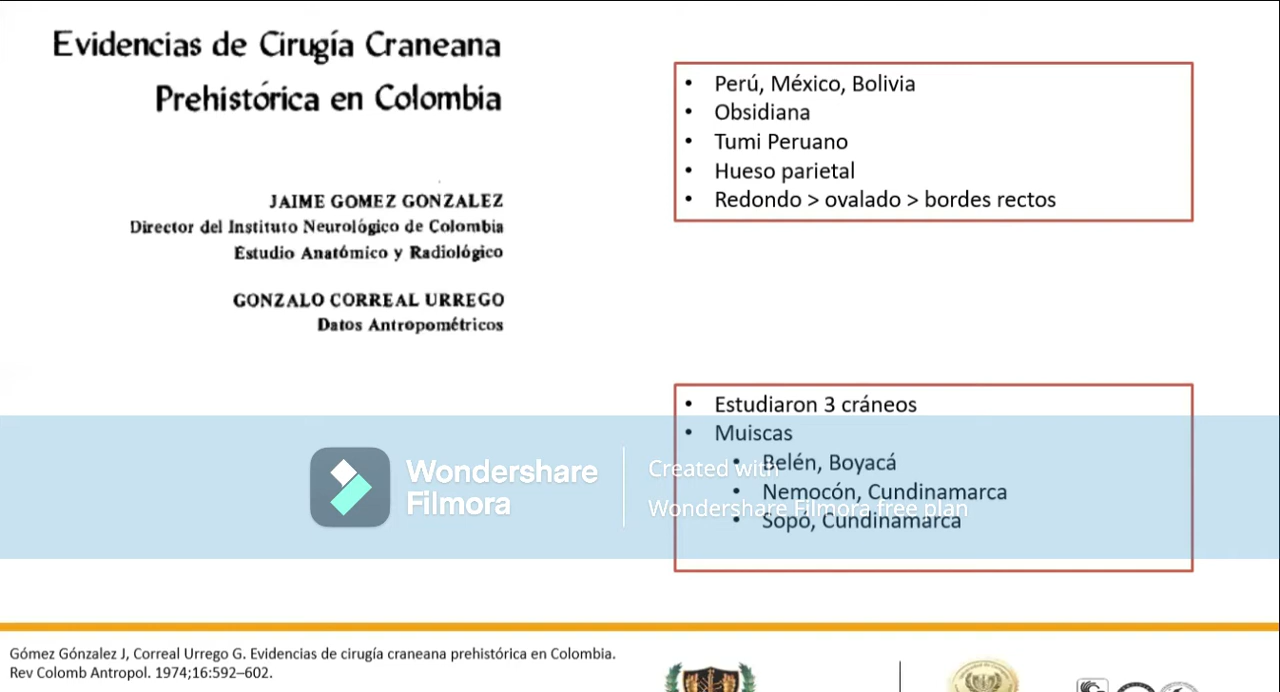 Evidencias de Cirugía Craneana
Prehistórica en Colombia
JAIME GOMEZ GONZALEZ
Director del Instituto Neurológico de Colombia
Estudio Anatómico y Radiológico
GONZALO CORREAL URREGO
Datos Antropométricos
• Perú, México, Bolivia
• Obsidiana
• Tumi Peruano
• Hueso parietal
• Redondo > ovalado > bordes rectos
• Estudiaron 3 cráneos
• Muiscas
• Belén, Boyacá
• Nemocón, Cundinamarca
• Sopó, Cundinamarca
Wondershare
Filmora
Created with
Wondershare Filmora free plan
Gómez Gónzalez J, Correal Urrego G. Evidencias de cirugía craneana prehistórica en Colombia.
Rev Colomb Antropol. 1974;16:592–602.